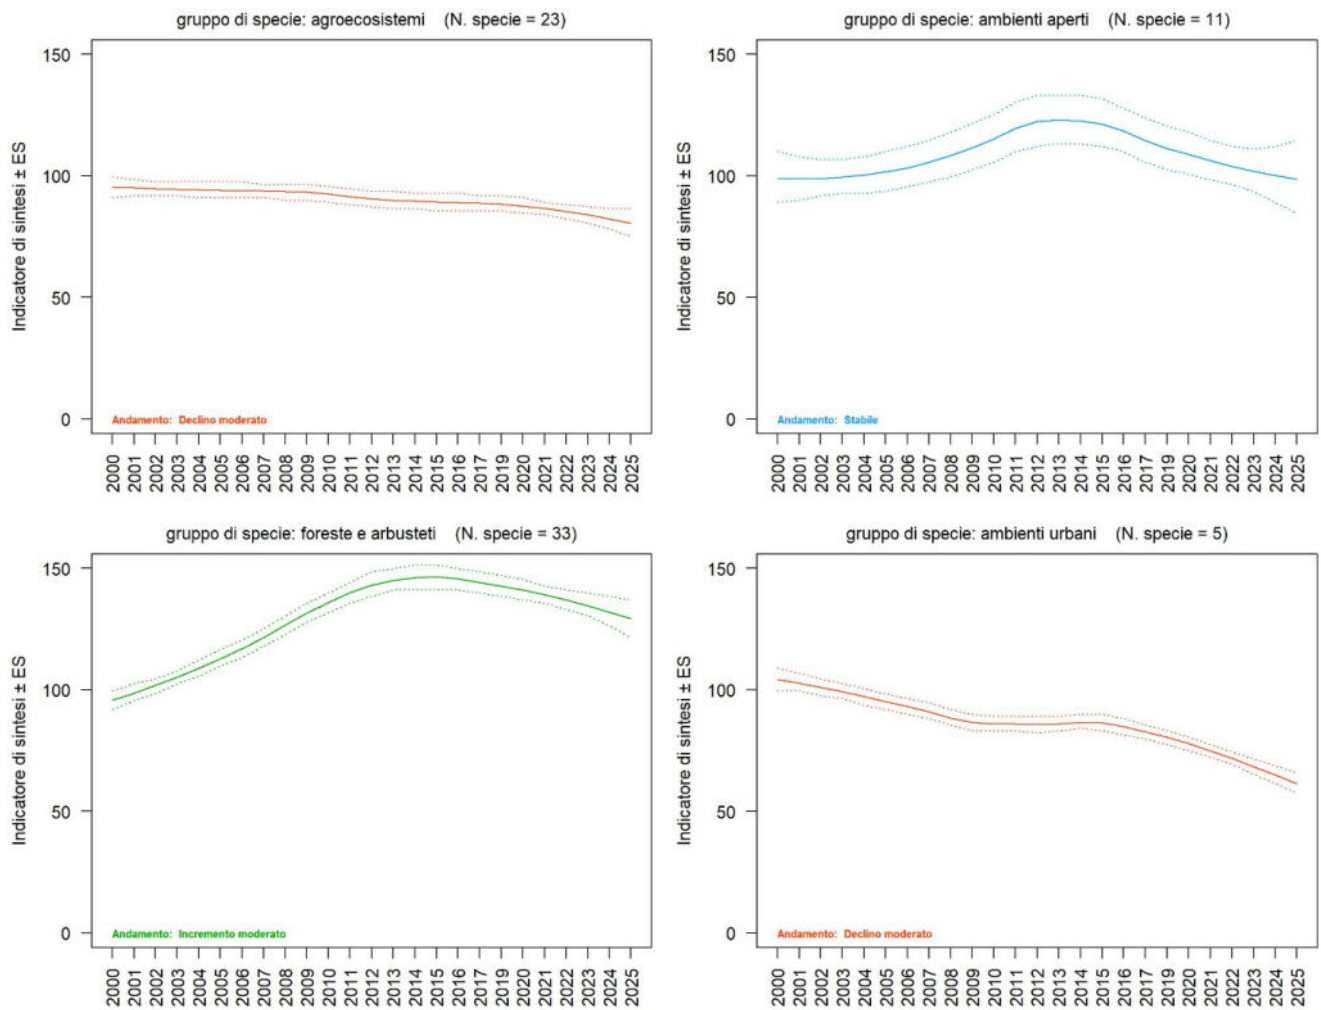 gruppo di specie: agroecosistemi (N. specie = 23)
Indicatore di sintesi ± ES
150
100
50
0
Andamento: Declino moderato
2000 2001 2002 2003 2004 2005 2006 2007 2008 2009 2010 2011 2012 2013 2014 2015 2016 2017 2018 2019 2020 2021 2022 2023 2024 2025
gruppo di specie: ambienti aperti (N. specie = 11)
Indicatore di sintesi ± ES
150
100
50
0
Andamento: Stabile
2000 2001 2002 2003 2004 2005 2006 2007 2008 2009 2010 2011 2012 2013 2014 2015 2016 2017 2018 2019 2020 2021 2022 2023 2024 2025
gruppo di specie: foreste e arbusteti (N. specie = 33)
Indicatore di sintesi ± ES
150
100
50
0
Andamento: Incremento moderato
2000 2001 2002 2003 2004 2005 2006 2007 2008 2009 2010 2011 2012 2013 2014 2015 2016 2017 2018 2019 2020 2021 2022 2023 2024 2025
gruppo di specie: ambienti urbani (N. specie = 5)
Indicatore di sintesi ± ES
150
100
50
0
Andamento: Declino moderato
2000 2001 2002 2003 2004 2005 2006 2007 2008 2009 2010 2011 2012 2013 2014 2015 2016 2017 2018 2019 2020 2021 2022 2023 2024 2025